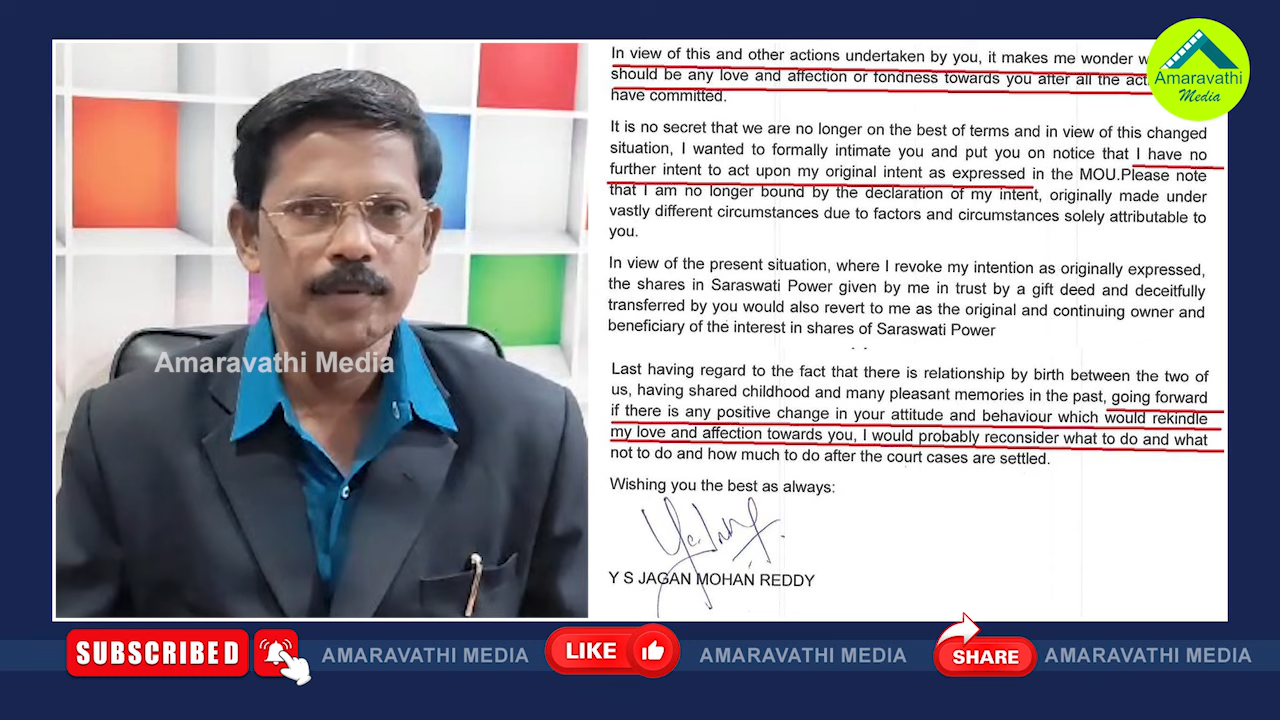 In view of this and other actions undertaken by you, it makes me wonder
should be any love and affection or fondness towards you after all the
have committed.
It is no secret that we are no longer on the best of terms and in view of this changed
situation, I wanted to formally intimate you and put you on notice that I have no
further intent to act upon my original intent as expressed in the MOU.Please note
that I am no longer bound by the declaration of my intent, originally made under
vastly different circumstances due to factors and circumstances solely attributable to
you.
In view of the present situation, where I revoke my intention as originally expressed,
the shares in Saraswati Power given by me in trust by a gift deed and deceitfully
transferred by you would also revert to me as the original and continuing owner and
beneficiary of the interest in shares of Saraswati Power
Last having regard to the fact that there is relationship by birth between the two of
us, having shared childhood and many pleasant memories in the past, going forward
if there is any positive change in your attitude and behaviour which would rekindle
my love and affection towards you, I would probably reconsider what to do and what
not to do and how much to do after the court cases are settled.
Wishing you the best as always:
Y S JAGAN MOHAN REDDY
Amaravathi
Media
Amaravathi Media
SUBSCRIBED
AMARAVATHI MEDIA
LIKE
AMARAVATHI MEDIA
SHARE
AMARAVATHI MEDIA